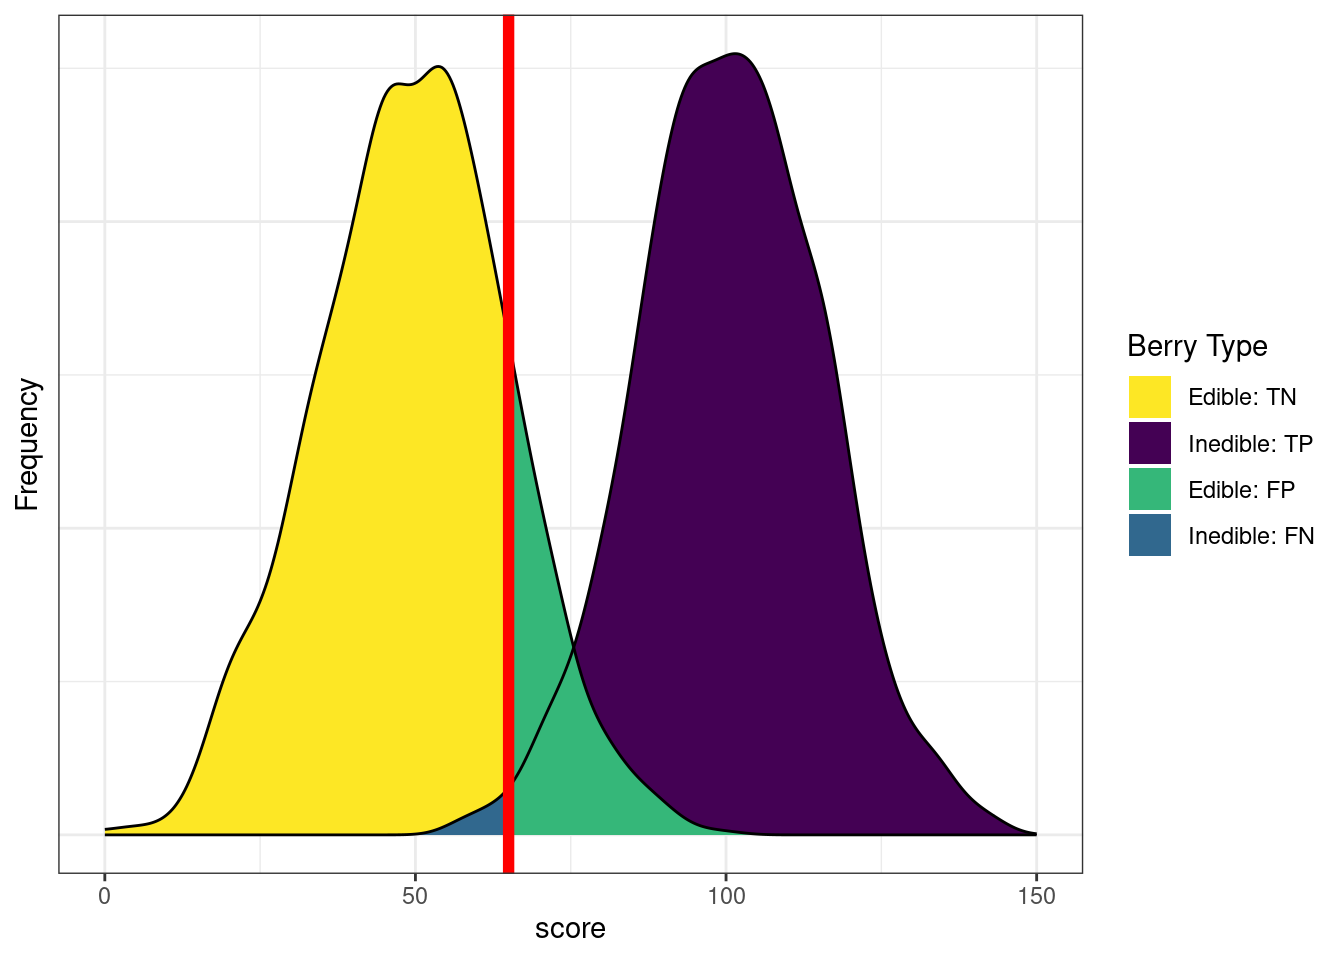 Frequency
0
50
100
150
score
Berry Type
Edible: TN
Inedible: TP
Edible: FP
Inedible: FN